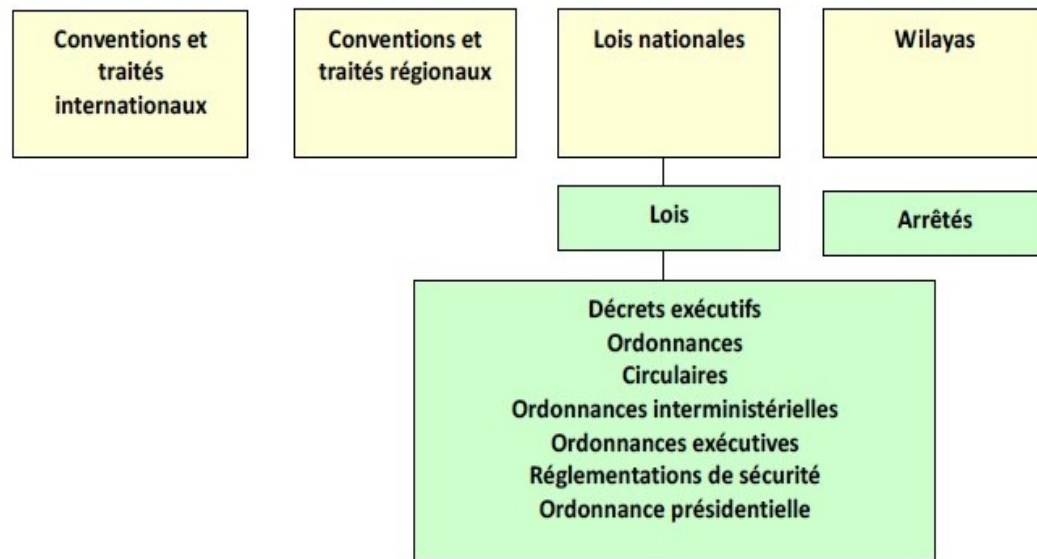 Conventions et
traités
internationaux
Conventions et
traités régionaux
Lois nationales
Wilayas
Lois
Arrêtés
Décrets exécutifs
Ordonnances
Circulaires
Ordonnances interministérielles
Ordonnances exécutives
Réglementations de sécurité
Ordonnance présidentielle